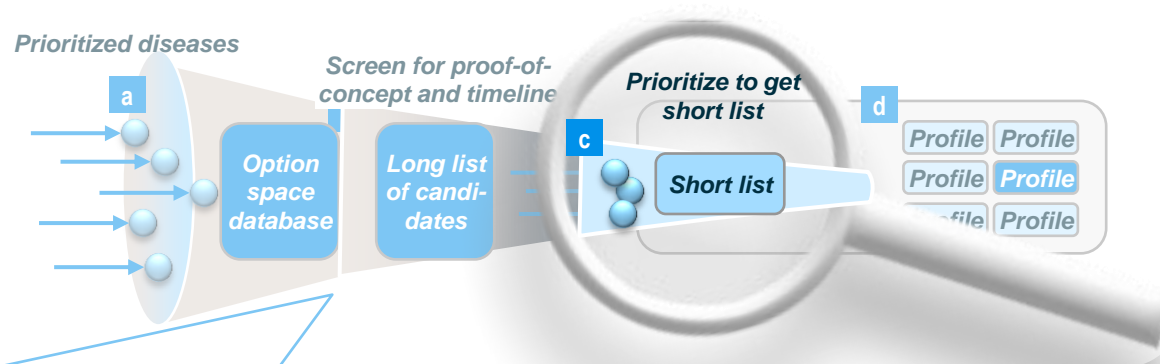 Prioritized diseases
a
Option
space
database
Screen for proof-of-
concept and timeline
Long list
of candi-
dates
c
Prioritize to get
short list
Short list
d
Profile Profile
Profile Profile
Profile Profile